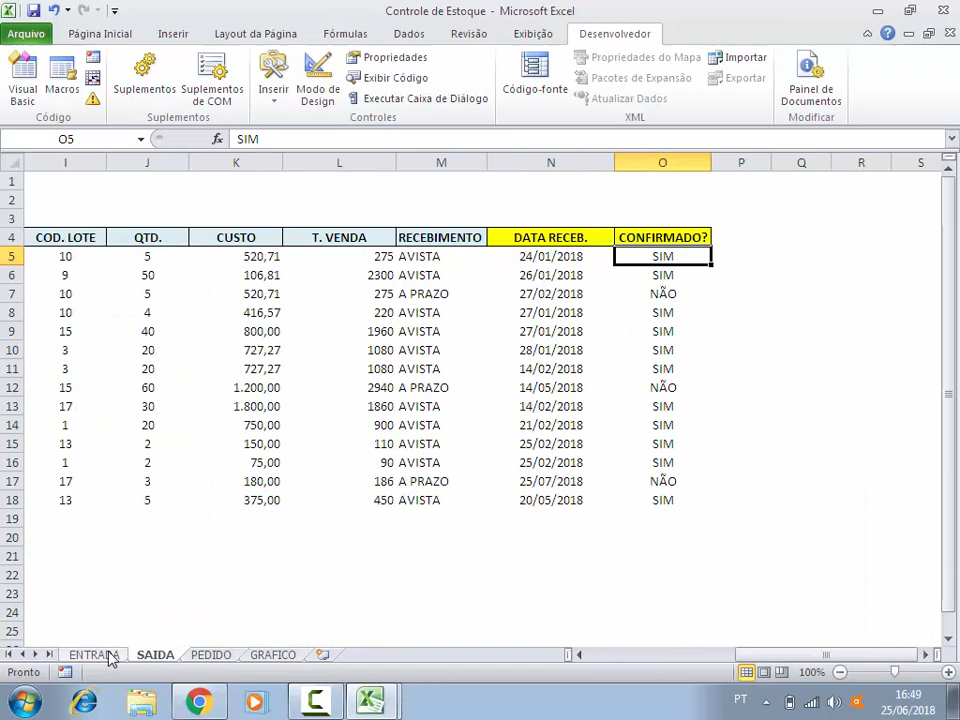 Controle de Estoque - Microsoft Excel
Arquivo Página Inicial Inserir Layout da Página Fórmulas Dados Revisão Exibição Desenvolvedor
Visual Basic
Macros
Código
Suplementos
Suplementos de COM
Suplementos
Inserir
Modo de Design
Propriedades
Exibir Código
Executar Caixa de Diálogo
Controles
Código-fonte
Propriedades do Mapa
Pacotes de Expansão
Atualizar Dados
Importar
Exportar
XML
Painel de Documentos
Modificar
O5 fx SIM
I J K L M N O P Q R S
1
2
3
4 COD. LOTE QTD. CUSTO T. VENDA RECEBIMENTO DATA RECEB. CONFIRMADO?
5 10 5 520,71 275 AVISTA 24/01/2018 SIM
6 9 50 106,81 2300 AVISTA 26/01/2018 SIM
7 10 5 520,71 275 A PRAZO 27/02/2018 NÃO
8 10 4 416,57 220 AVISTA 27/01/2018 SIM
9 15 40 800,00 1960 AVISTA 27/01/2018 SIM
10 3 20 727,27 1080 AVISTA 28/01/2018 SIM
11 3 20 727,27 1080 AVISTA 14/02/2018 SIM
12 15 60 1.200,00 2940 A PRAZO 14/05/2018 NÃO
13 17 30 1.800,00 1860 AVISTA 14/02/2018 SIM
14 1 20 750,00 900 AVISTA 21/02/2018 SIM
15 13 2 150,00 110 AVISTA 25/02/2018 SIM
16 1 2 75,00 90 AVISTA 25/02/2018 SIM
17 17 3 180,00 186 A PRAZO 25/07/2018 NÃO
18 13 5 375,00 450 AVISTA 20/05/2018 SIM
19
20
21
22
23
24
25
ENTRADA SAIDA PEDIDO GRAFICO
Pronto 100%
PT 16:49
25/06/2018